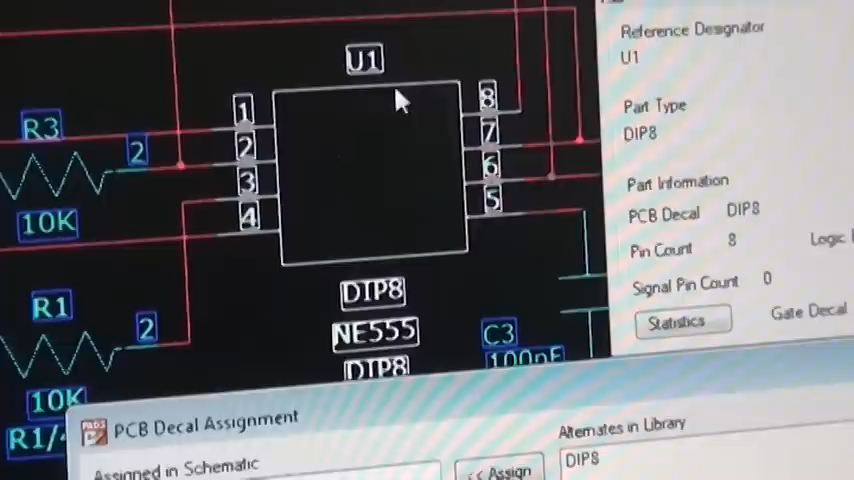 Reference Designator
U1
U1
Part Type
DIP8
1
8
R3
2
2
7
3
6
4
5
10K
Part Information
PCB Decal DIP8
Pin Count 8
Signal Pin Count 0
Statistics
Gate Decal
R1
2
DIP8
NE555
DIP8
C3
100nF
10K
PADS
PCB Decal Assignment
Assigned in Schematic
<< Assign
Alternates in Library
DIP8